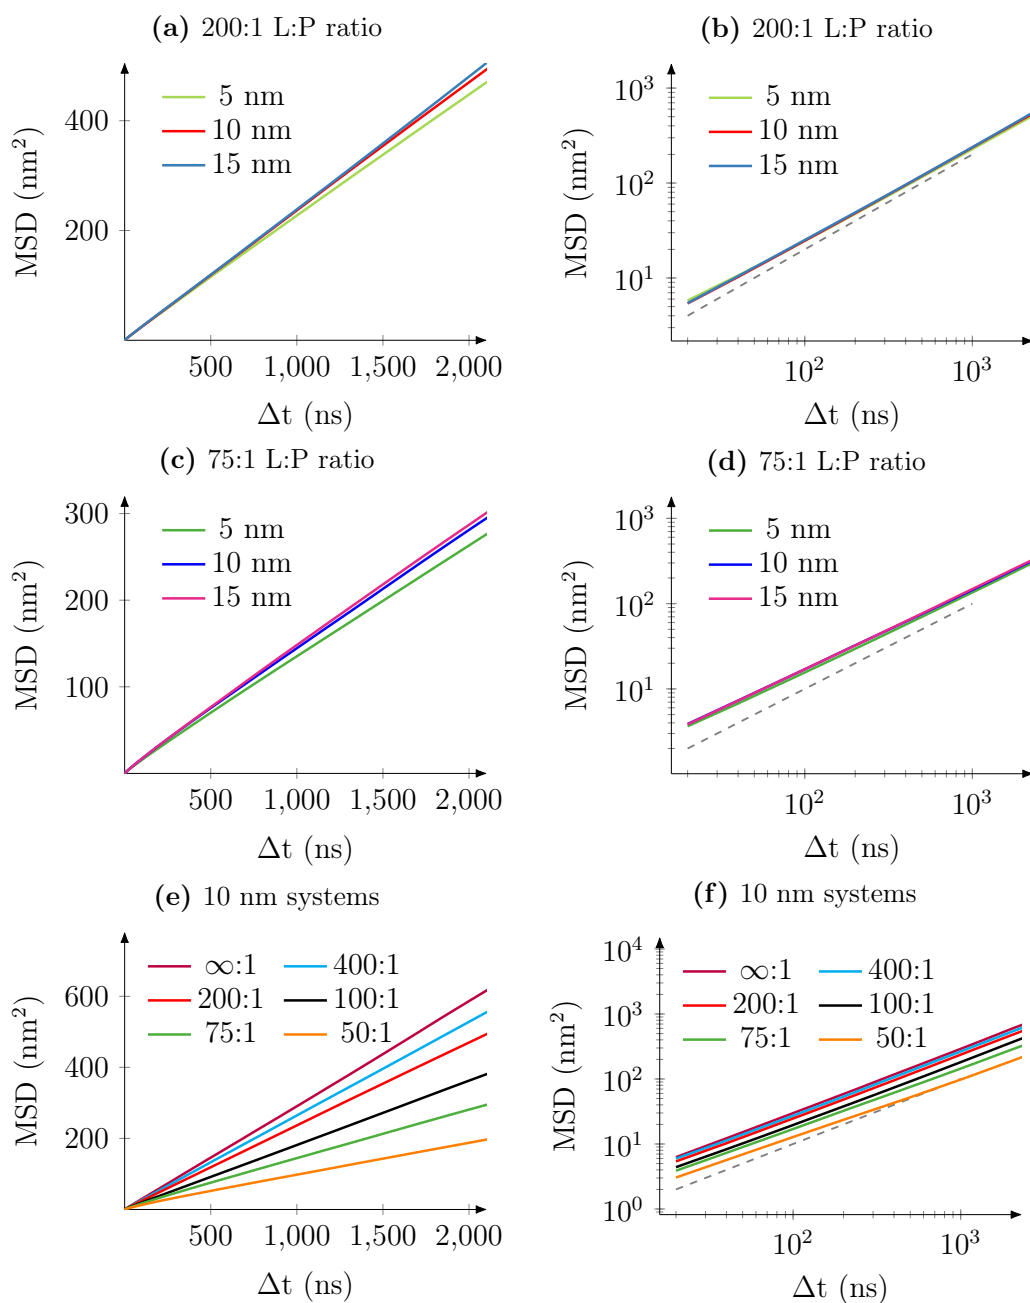 (a) 200:1 L:P ratio
MSD (nm²)
400
200
5 nm
10 nm
15 nm
500 1,000 1,500 2,000
Δt (ns)
(b) 200:1 L:P ratio
MSD (nm²)
10³
10²
10¹
5 nm
10 nm
15 nm
10² 10³
Δt (ns)
(c) 75:1 L:P ratio
MSD (nm²)
300
200
100
5 nm
10 nm
15 nm
500 1,000 1,500 2,000
Δt (ns)
(d) 75:1 L:P ratio
MSD (nm²)
10³
10²
10¹
5 nm
10 nm
15 nm
10² 10³
Δt (ns)
(e) 10 nm systems
MSD (nm²)
600
400
200
∞:1 400:1
200:1 100:1
75:1 50:1
500 1,000 1,500 2,000
Δt (ns)
(f) 10 nm systems
MSD (nm²)
10⁴
10³
10²
10¹
10⁰
∞:1 400:1
200:1 100:1
75:1 50:1
10² 10³
Δt (ns)